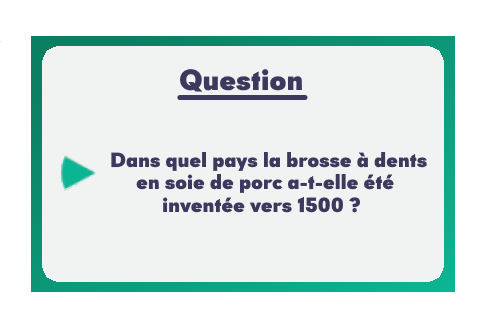 Question
Dans quel pays la brosse à dents
en soie de porc a-t-elle été
inventée vers 1500 ?